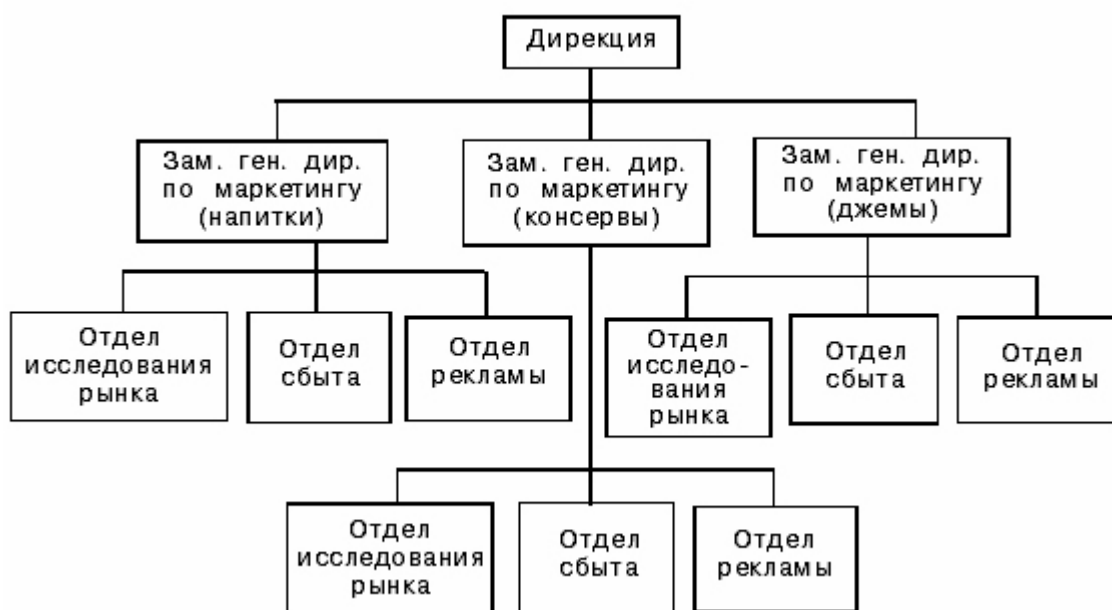 Дирекция
Зам. ген. дир.
по маркетингу
(напитки)
Зам. ген. дир.
по маркетингу
(консервы)
Зам. ген. дир.
по маркетингу
(джемы)
Отдел
исследования
рынка
Отдел
сбыта
Отдел
рекламы
Отдел
исследо-
вания
рынка
Отдел
сбыта
Отдел
рекламы
Отдел
исследования
рынка
Отдел
сбыта
Отдел
рекламы